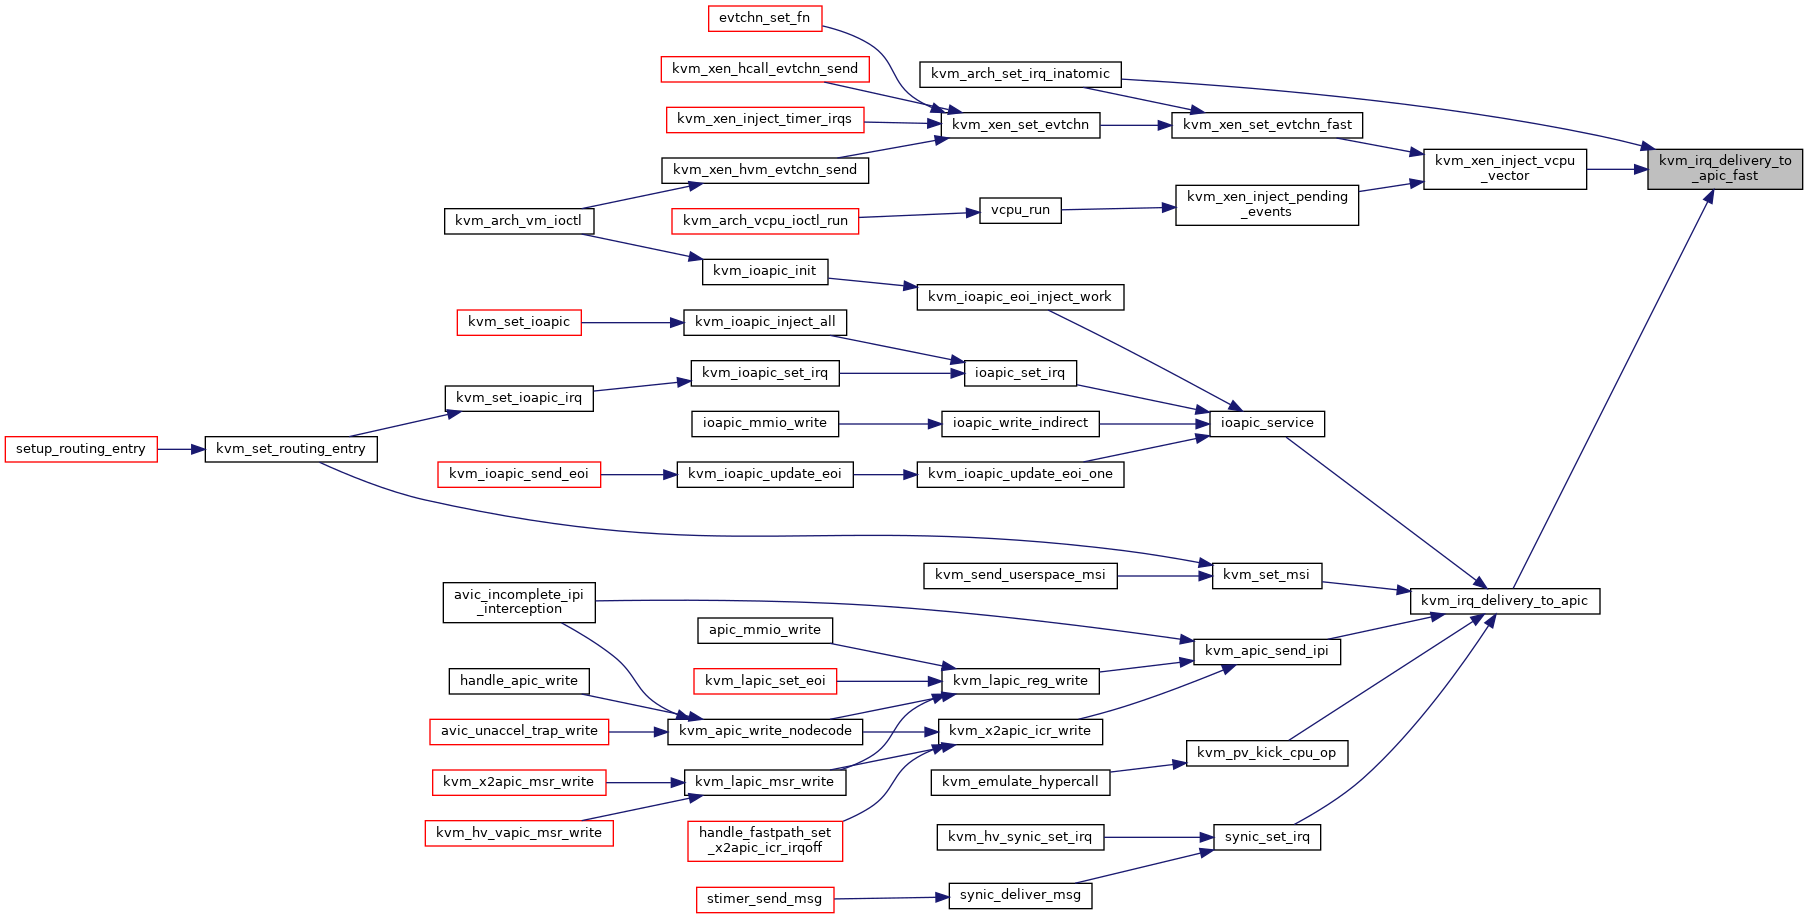 evtchn_set_fn
kvm_xen_hcall_evtchn_send
kvm_arch_set_irq_inatomic
kvm_xen_inject_timer_irqs
kvm_xen_set_evtchn
kvm_xen_set_evtchn_fast
kvm_xen_hvm_evtchn_send
kvm_xen_inject_vcpu
_vector
kvm_irq_delivery_to
_apic_fast
kvm_arch_vm_ioctl
kvm_arch_vcpu_ioctl_run
vcpu_run
kvm_xen_inject_pending
_events
kvm_ioapic_init
kvm_ioapic_eoi_inject_work
kvm_set_ioapic
kvm_ioapic_inject_all
kvm_ioapic_set_irq
ioapic_set_irq
kvm_set_ioapic_irq
ioapic_mmio_write
ioapic_write_indirect
ioapic_service
setup_routing_entry
kvm_set_routing_entry
kvm_ioapic_send_eoi
kvm_ioapic_update_eoi
kvm_ioapic_update_eoi_one
kvm_send_userspace_msi
kvm_set_msi
avic_incomplete_ipi
_interception
kvm_irq_delivery_to_apic
apic_mmio_write
kvm_apic_send_ipi
handle_apic_write
kvm_lapic_set_eoi
kvm_lapic_reg_write
avic_unaccel_trap_write
kvm_apic_write_nodecode
kvm_x2apic_icr_write
kvm_pv_kick_cpu_op
kvm_x2apic_msr_write
kvm_lapic_msr_write
kvm_emulate_hypercall
kvm_hv_vapic_msr_write
handle_fastpath_set
_x2apic_icr_irqoff
kvm_hv_synic_set_irq
synic_set_irq
stimer_send_msg
synic_deliver_msg